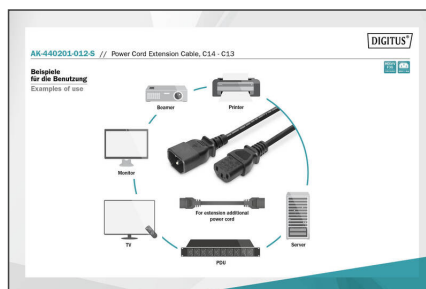 DIGITUS®
AK-440201-012-S // Power Cord Extension Cable, C14 - C13
Beispiele
für die Benutzung
Examples of use
Beamer
Printer
Monitor
For extension additional
power cord
TV
Server
PDU